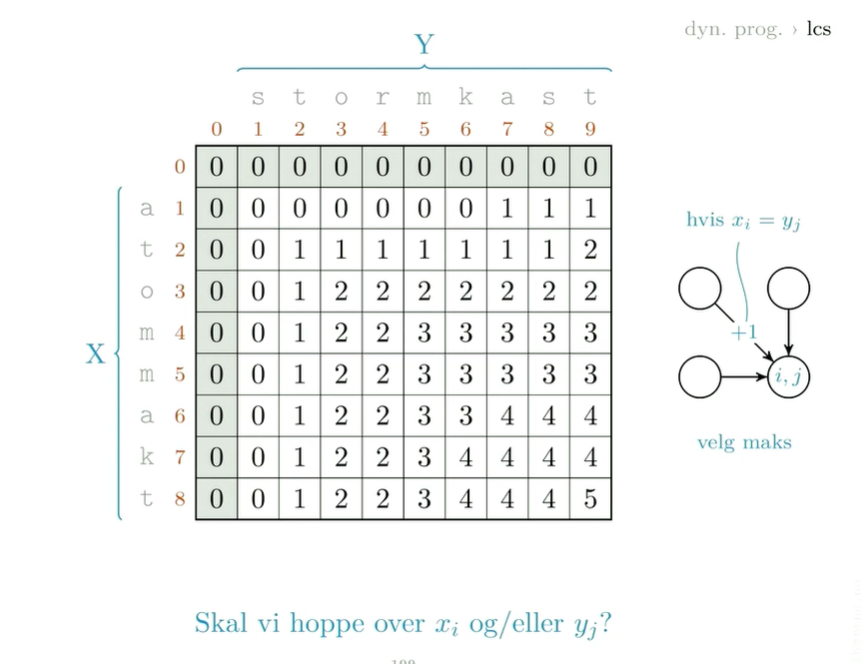 dyn. prog. › lcs
Y
s t o r m k a s t
0 1 2 3 4 5 6 7 8 9
0 0 0 0 0 0 0 0 0 0 0
a 1 0 0 0 0 0 0 0 1 1 1
t 2 0 0 1 1 1 1 1 1 1 2
o 3 0 0 1 2 2 2 2 2 2 2
m 4 0 0 1 2 2 3 3 3 3 3
X
m 5 0 0 1 2 2 3 3 3 3 3
a 6 0 0 1 2 2 3 3 4 4 4
k 7 0 0 1 2 2 3 4 4 4 4
t 8 0 0 1 2 2 3 4 4 4 5
hvis xᵢ = yⱼ
+1
i, j
velg maks
Skal vi hoppe over xᵢ og/eller yⱼ?